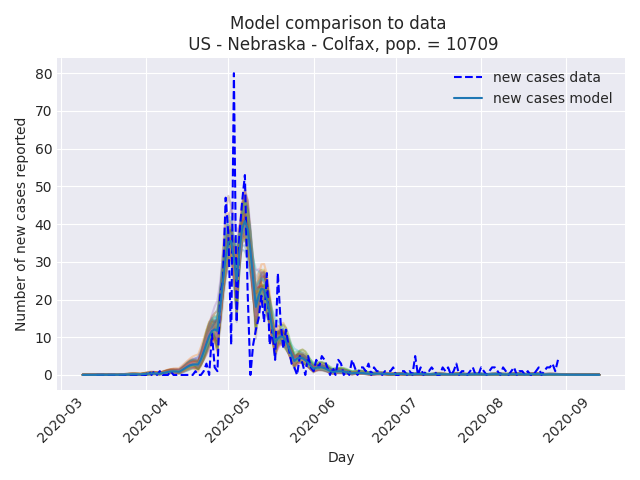 Model comparison to data
US - Nebraska - Colfax, pop. = 10709
new cases data
new cases model
Number of new cases reported
80
70
60
50
40
30
20
10
0
2020-03
2020-04
2020-05
2020-06
2020-07
2020-08
2020-09
Day